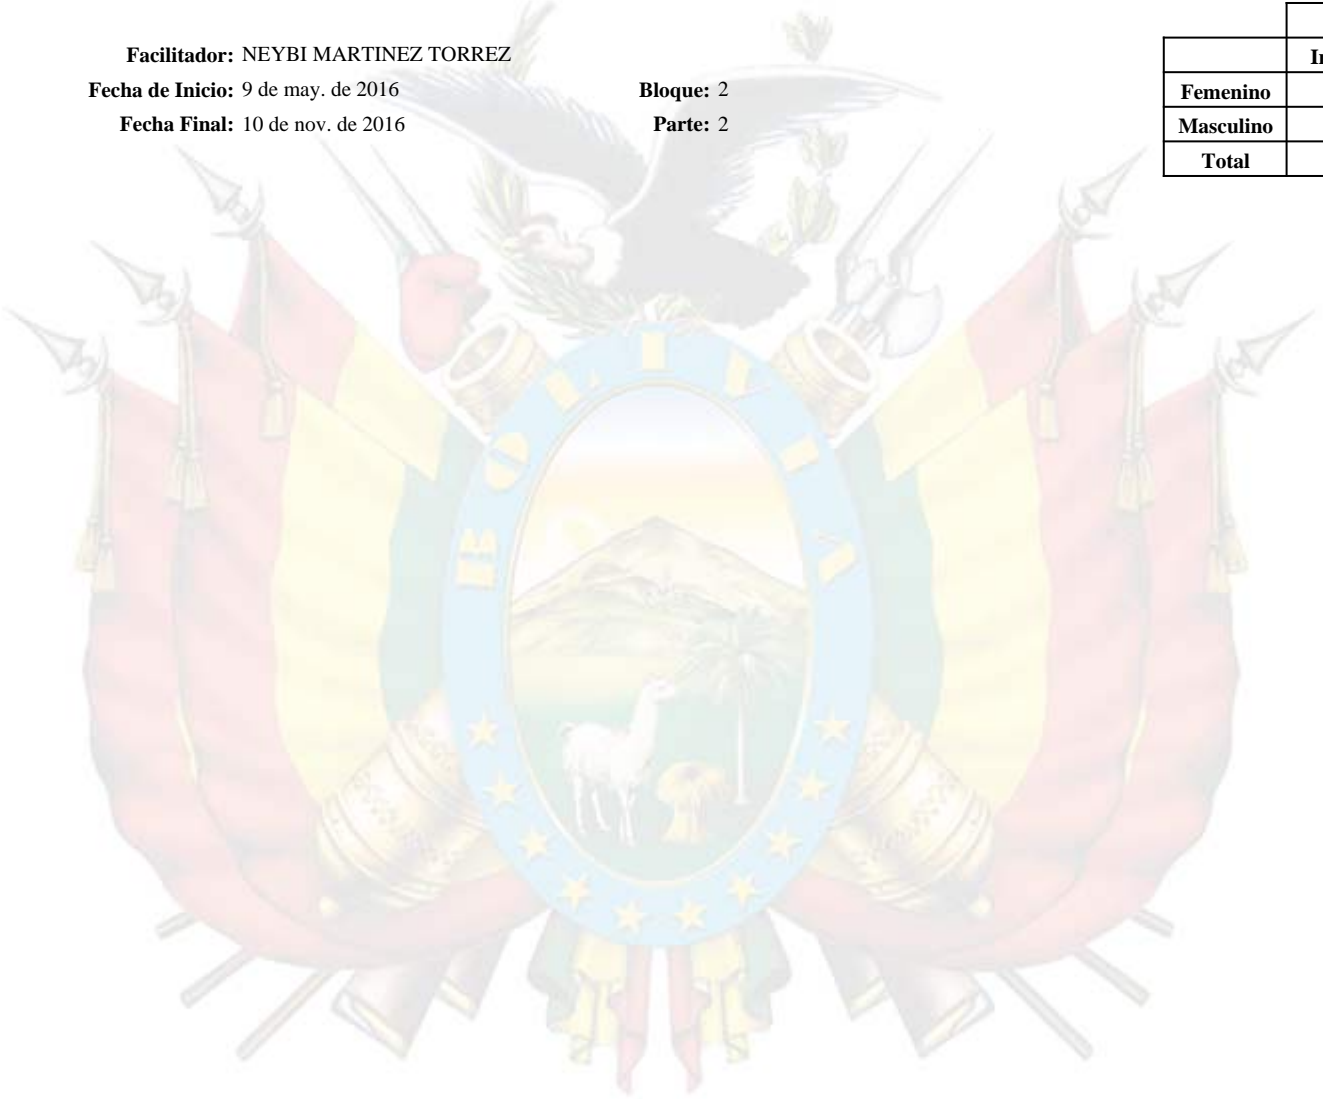 Facilitador: NEYBI MARTINEZ TORREZ
Fecha de Inicio: 9 de may. de 2016 Bloque: 2
Fecha Final: 10 de nov. de 2016 Parte: 2
Femenino
Masculino
Total
BOLIVIA